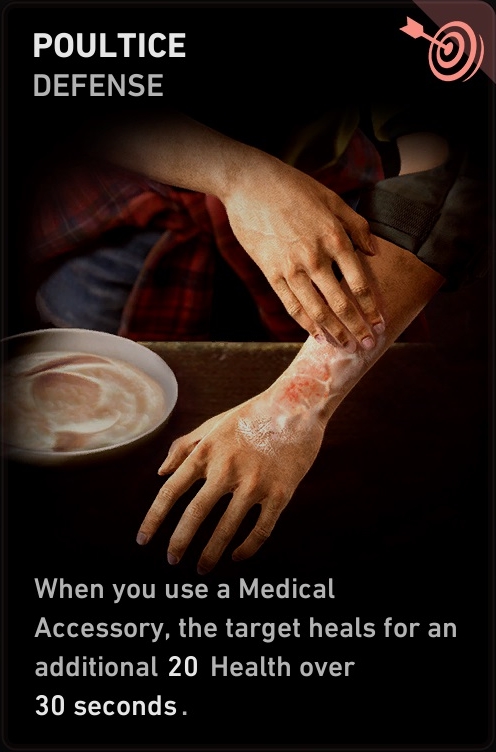 POULTICE
DEFENSE
When you use a Medical
Accessory, the target heals for an
additional 20 Health over
30 seconds.